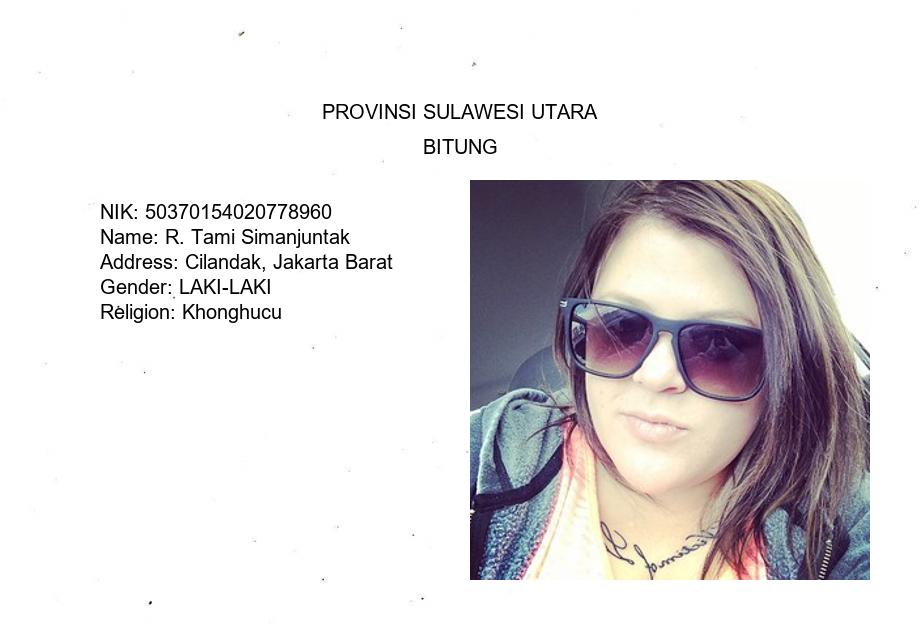 PROVINSI SULAWESI UTARA
BITUNG
NIK: 50370154020778960
Name: R. Tami Simanjuntak
Address: Cilandak, Jakarta Barat
Gender: LAKI-LAKI
Religion: Khonghucu